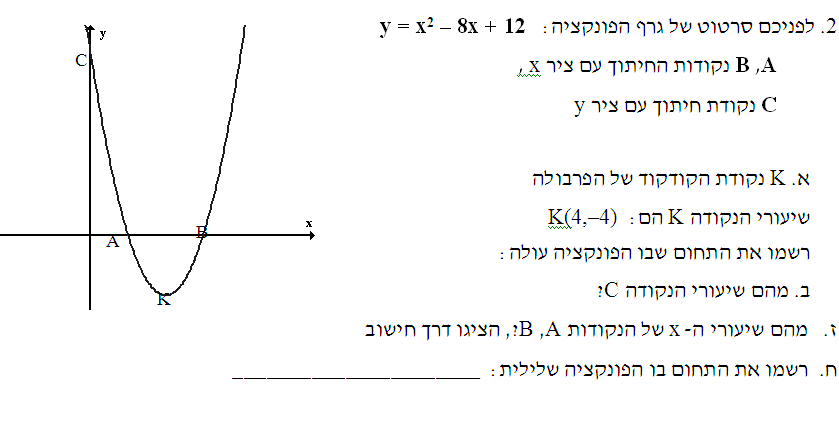 2. לפניכם סרטוט של גרף הפונקציה: y = x² – 8x + 12
A, B נקודות החיתוך עם ציר x,
C נקודת חיתוך עם ציר y
א. K נקודת הקודקוד של הפרבולה
שיעורי הנקודה K הם: K(4,–4)
רשמו את התחום שבו הפונקציה עולה:
ב. מהם שיעורי הנקודה C?
ז. מהם שיעורי ה- x של הנקודות A, B?, הציגו דרך חישוב
ח. רשמו את התחום בו הפונקציה שלילית: ________________________
y
C
x
A
B
K